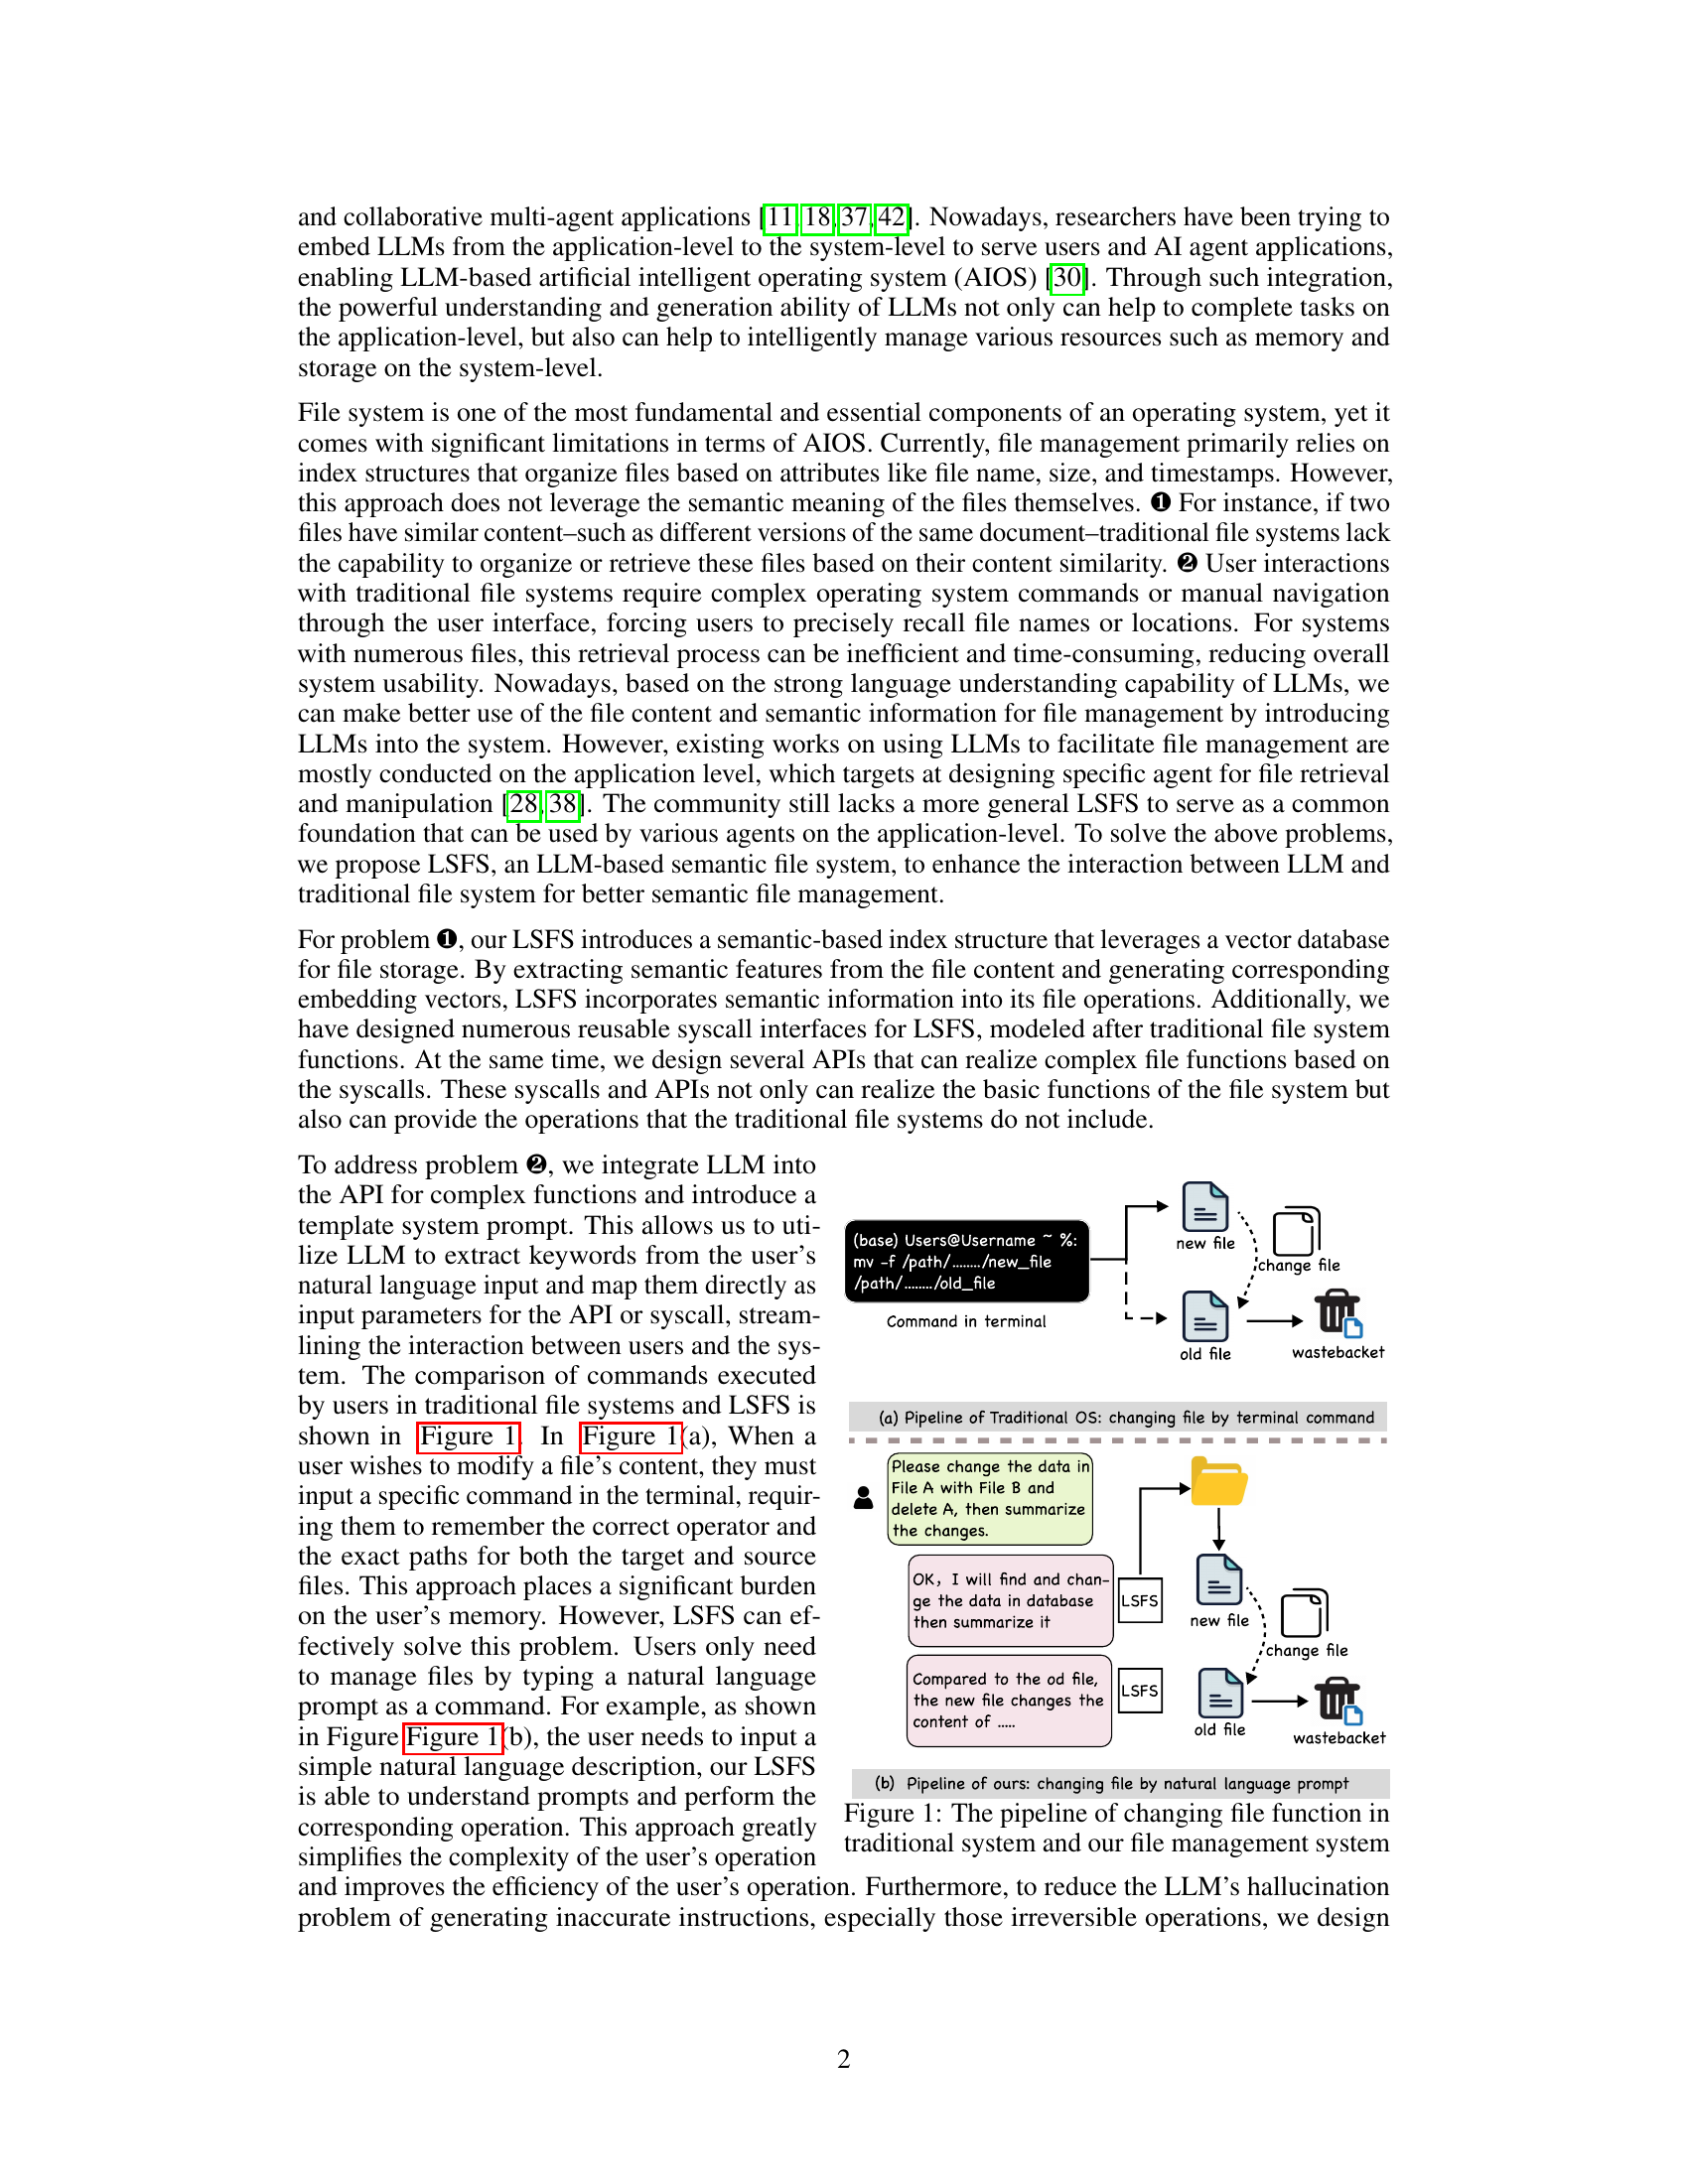 and collaborative multi-agent applications [11, 18, 37, 42]. Nowadays, researchers have been trying to
embed LLMs from the application-level to the system-level to serve users and AI agent applications,
enabling LLM-based artificial intelligent operating system (AIOS) [30]. Through such integration,
the powerful understanding and generation ability of LLMs not only can help to complete tasks on
the application-level, but also can help to intelligently manage various resources such as memory and
storage on the system-level.
File system is one of the most fundamental and essential components of an operating system, yet it
comes with significant limitations in terms of AIOS. Currently, file management primarily relies on
index structures that organize files based on attributes like file name, size, and timestamps. However,
this approach does not leverage the semantic meaning of the files themselves. ❶ For instance, if two
files have similar content–such as different versions of the same document–traditional file systems lack
the capability to organize or retrieve these files based on their content similarity. ❷ User interactions
with traditional file systems require complex operating system commands or manual navigation
through the user interface, forcing users to precisely recall file names or locations. For systems
with numerous files, this retrieval process can be inefficient and time-consuming, reducing overall
system usability. Nowadays, based on the strong language understanding capability of LLMs, we
can make better use of the file content and semantic information for file management by introducing
LLMs into the system. However, existing works on using LLMs to facilitate file management are
mostly conducted on the application level, which targets at designing specific agent for file retrieval
and manipulation [28, 38]. The community still lacks a more general LSFS to serve as a common
foundation that can be used by various agents on the application-level. To solve the above problems,
we propose LSFS, an LLM-based semantic file system, to enhance the interaction between LLM and
traditional file system for better semantic file management.
For problem ❶, our LSFS introduces a semantic-based index structure that leverages a vector database
for file storage. By extracting semantic features from the file content and generating corresponding
embedding vectors, LSFS incorporates semantic information into its file operations. Additionally, we
have designed numerous reusable syscall interfaces for LSFS, modeled after traditional file system
functions. At the same time, we design several APIs that can realize complex file functions based on
the syscalls. These syscalls and APIs not only can realize the basic functions of the file system but
also can provide the operations that the traditional file systems do not include.
To address problem ❷, we integrate LLM into
the API for complex functions and introduce a
template system prompt. This allows us to uti-
lize LLM to extract keywords from the user's
natural language input and map them directly as
input parameters for the API or syscall, stream-
lining the interaction between users and the sys-
tem. The comparison of commands executed
by users in traditional file systems and LSFS is
shown in Figure 1. In Figure 1(a), When a
user wishes to modify a file's content, they must
input a specific command in the terminal, requir-
ing them to remember the correct operator and
the exact paths for both the target and source
files. This approach places a significant burden
on the user's memory. However, LSFS can ef-
fectively solve this problem. Users only need
to manage files by typing a natural language
prompt as a command. For example, as shown
in Figure Figure 1(b), the user needs to input a
simple natural language description, our LSFS
is able to understand prompts and perform the
corresponding operation. This approach greatly
simplifies the complexity of the user's operation
(base) Users@Username ~ %:
mv -f /path/......../new_file
/path/......../old_file
Command in terminal
new file
change file
old file
wastebacket
(a) Pipeline of Traditional OS: changing file by terminal command
Please change the data in
File A with File B and
delete A, then summarize
the changes.
OK, I will find and chan-
ge the data in database
then summarize it
LSFS
new file
change file
Compared to the od file,
the new file changes the
content of .....
LSFS
old file
wastebacket
(b) Pipeline of ours: changing file by natural language prompt
Figure 1: The pipeline of changing file function in
traditional system and our file management system
and improves the efficiency of the user's operation. Furthermore, to reduce the LLM's hallucination
problem of generating inaccurate instructions, especially those irreversible operations, we design
2